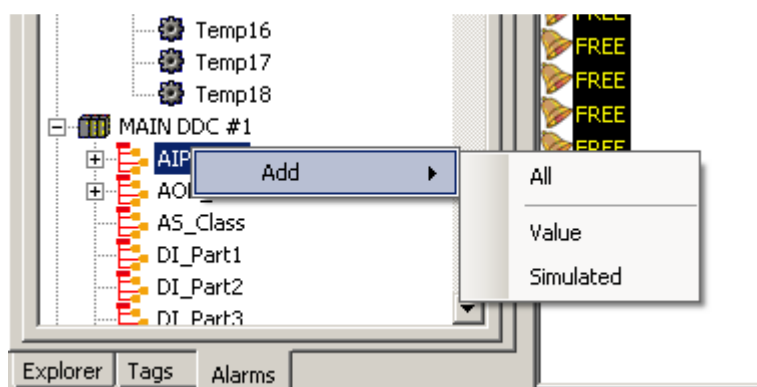 Temp16
Temp17
Temp18
MAIN DDC #1
AS_Class
DI_Part1
DI_Part2
DI_Part3
Explorer Tags Alarms
Add
All
Value
Simulated
FREE
FREE
FREE
FREE
FREE